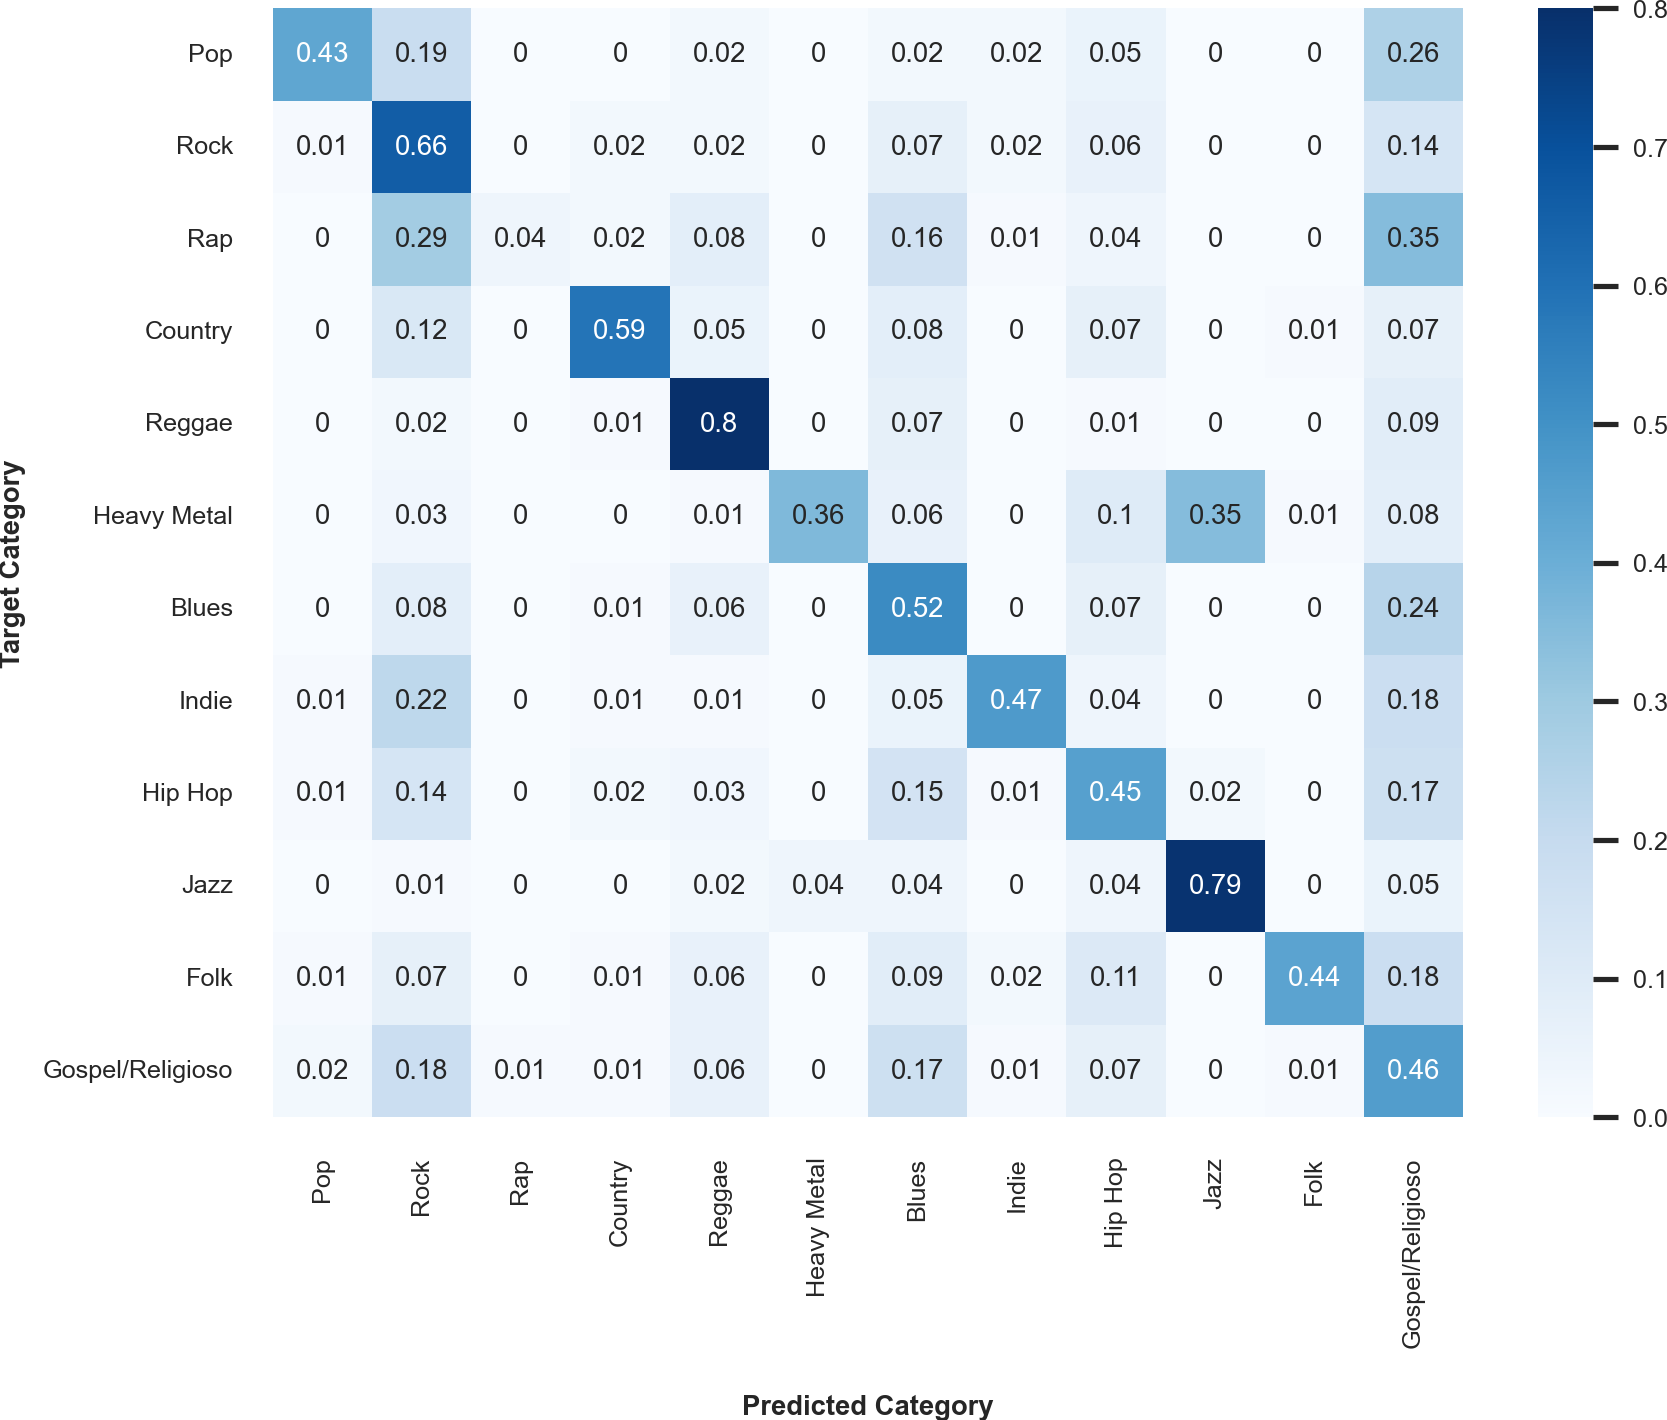 Target Category
Pop 0.43 0.19 0 0 0.02 0 0.02 0.02 0.05 0 0 0.26
Rock 0.01 0.66 0 0.02 0.02 0 0.07 0.02 0.06 0 0 0.14
Rap 0 0.29 0.04 0.02 0.08 0 0.16 0.01 0.04 0 0 0.35
Country 0 0.12 0 0.59 0.05 0 0.08 0 0.07 0 0.01 0.07
Reggae 0 0.02 0 0.01 0.8 0 0.07 0 0.01 0 0 0.09
Heavy Metal 0 0.03 0 0 0.01 0.36 0.06 0 0.1 0.35 0.01 0.08
Blues 0 0.08 0 0.01 0.06 0 0.52 0 0.07 0 0 0.24
Indie 0.01 0.22 0 0.01 0.01 0 0.05 0.47 0.04 0 0 0.18
Hip Hop 0.01 0.14 0 0.02 0.03 0 0.15 0.01 0.45 0.02 0 0.17
Jazz 0 0.01 0 0 0.02 0.04 0.04 0 0.04 0.79 0 0.05
Folk 0.01 0.07 0 0.01 0.06 0 0.09 0.02 0.11 0 0.44 0.18
Gospel/Religioso 0.02 0.18 0.01 0.01 0.06 0 0.17 0.01 0.07 0 0.01 0.46
Pop Rock Rap Country Reggae Heavy Metal Blues Indie Hip Hop Jazz Folk Gospel/Religioso
Predicted Category
0.8
0.7
0.6
0.5
0.4
0.3
0.2
0.1
0.0